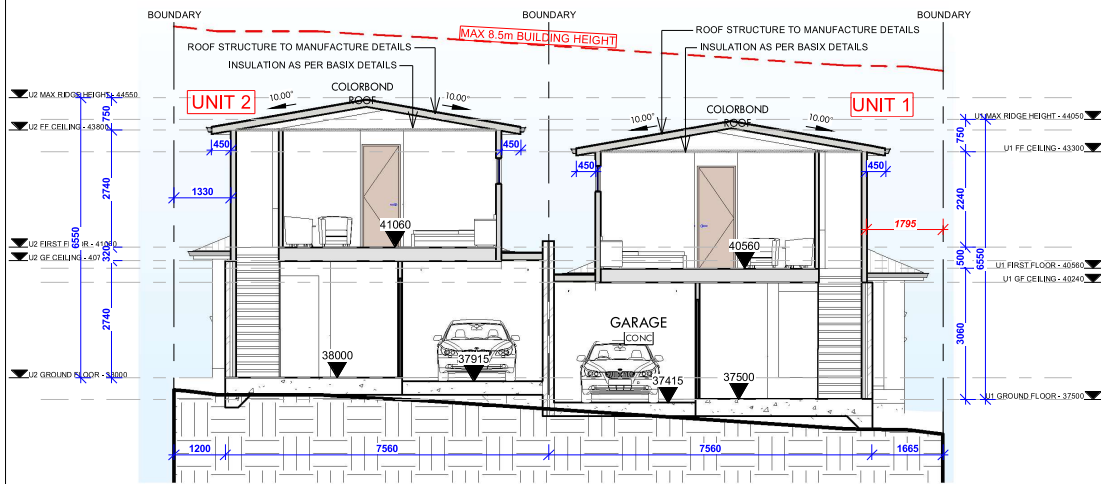 BOUNDARY BOUNDARY BOUNDARY
MAX 8.5m BUILDING HEIGHT
ROOF STRUCTURE TO MANUFACTURE DETAILS
INSULATION AS PER BASIX DETAILS
ROOF STRUCTURE TO MANUFACTURE DETAILS
INSULATION AS PER BASIX DETAILS
U2 MAX RIDGE HEIGHT - 44550
UNIT 2
10.00°
COLORBOND
ROOF
10.00°
750
U2 FF CEILING - 43800
450
450
1330
2740
6550
41060
U2 FIRST FLOOR - 41060
320
U2 GF CEILING - 407
2740
38000
37915
U2 GROUND FLOOR - 38000
UNIT 1
10.00°
COLORBOND
ROOF
10.00°
U1 MAX RIDGE HEIGHT - 44050
750
U1 FF CEILING - 43300
450
450
2240
1795
40560
500
6550
U1 FIRST FLOOR - 40560
U1 GF CEILING - 40240
GARAGE
CONC
3060
37415
37500
U1 GROUND FLOOR - 37500
1200 7560 7560 1665